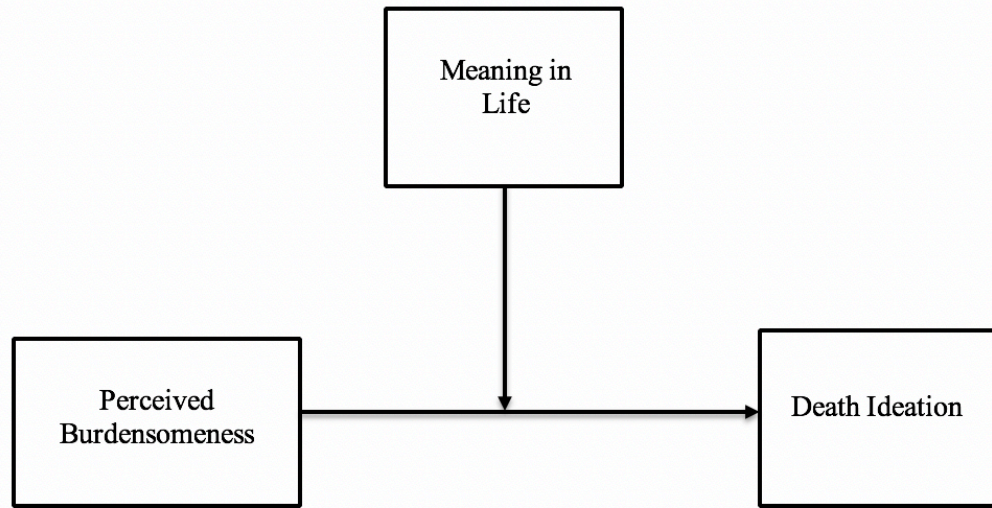 Meaning in
Life
Perceived
Burdensomeness
Death Ideation